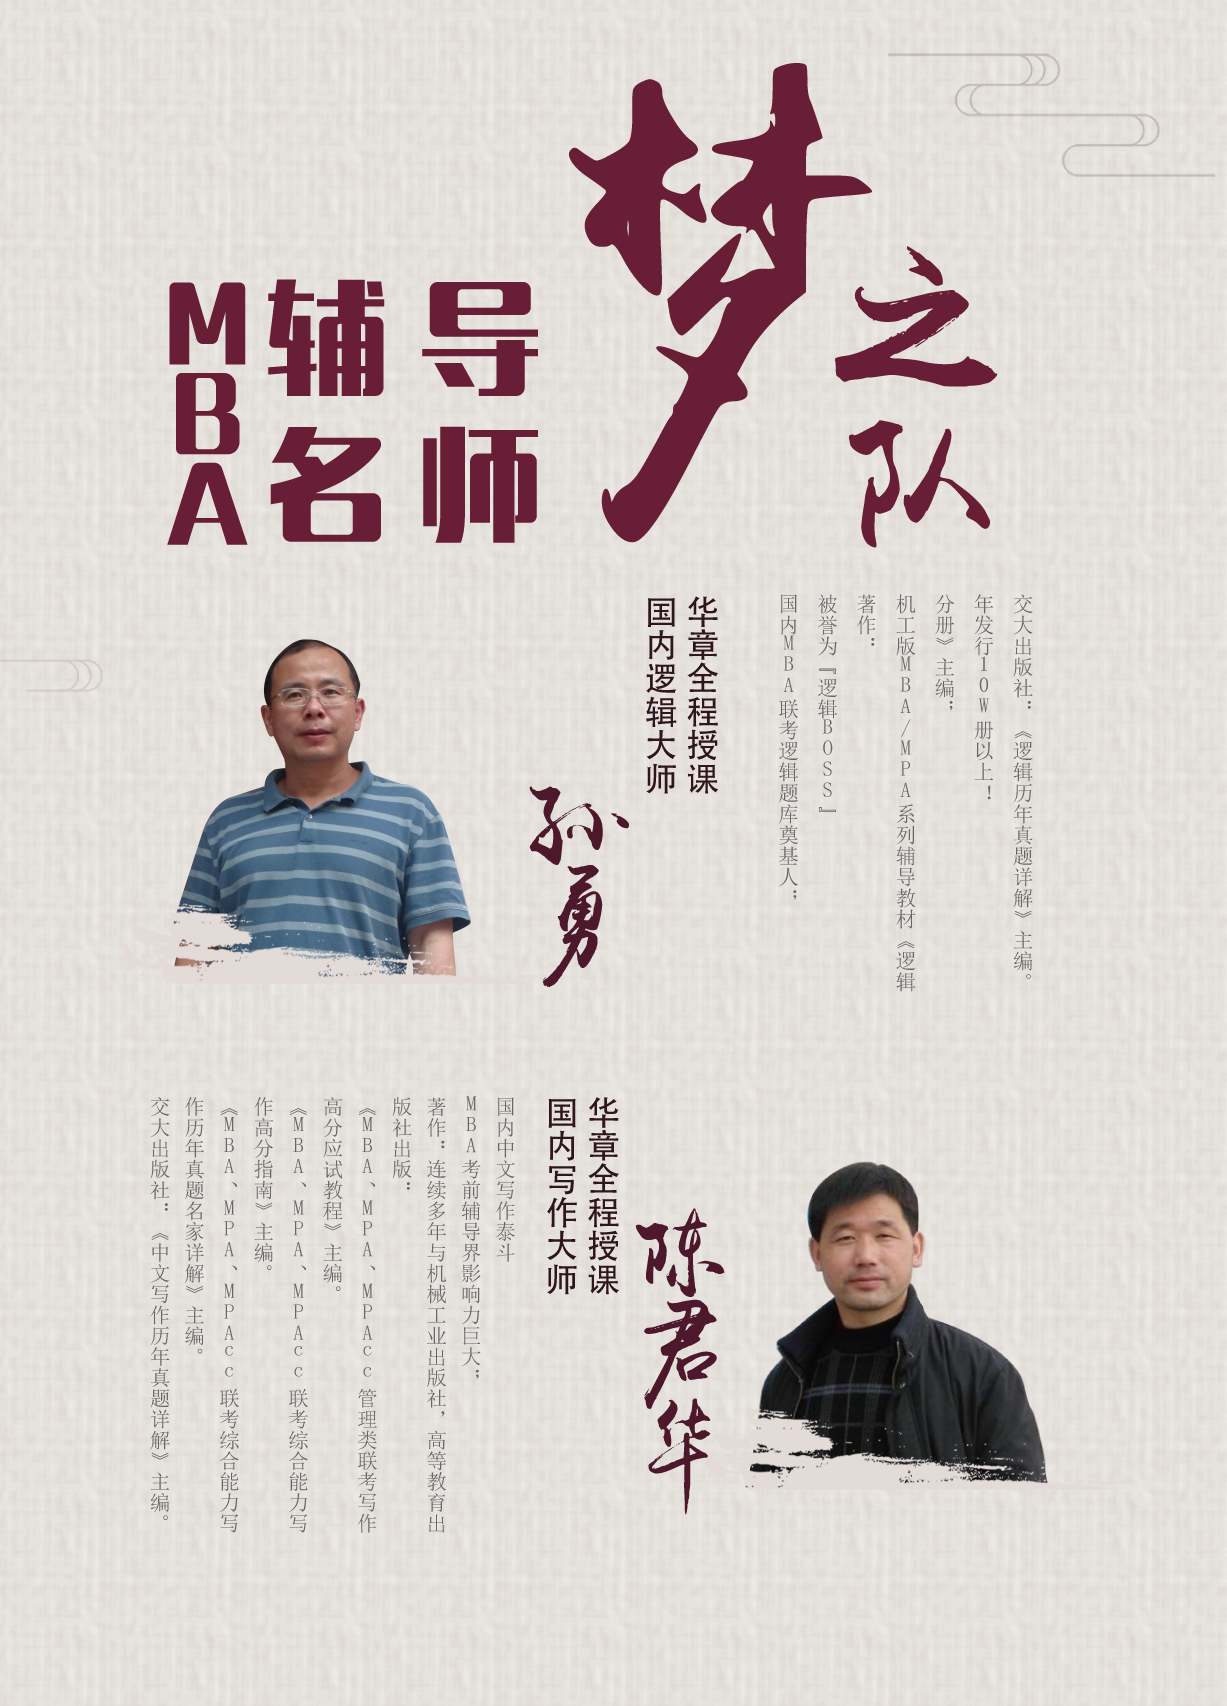 MBA
辅导
名师
梦之队
孙勇
国内逻辑大师
华章全程授课
国内MBA联考逻辑题库奠基人；
被誉为『逻辑BOSS』
著作：
机工版MBA/MPA系列辅导教材《逻辑
分册》主编；
年发行10W册以上！
交大出版社：《逻辑历年真题详解》主编。
陈君华
华章全程授课
国内写作大师
国内中文写作泰斗
MBA考前辅导界影响力巨大；
著作：连续多年与机械工业出版社，高等教育出
版社出版：
《MBA、MPA、MPAcc管理类联考写作
高分应试教程》主编。
《MBA、MPA、MPAcc联考综合能力写
作高分指南》主编。
《MBA、MPA、MPAcc联考综合能力写
作历年真题名家详解》主编。
交大出版社：《中文写作历年真题详解》主编。